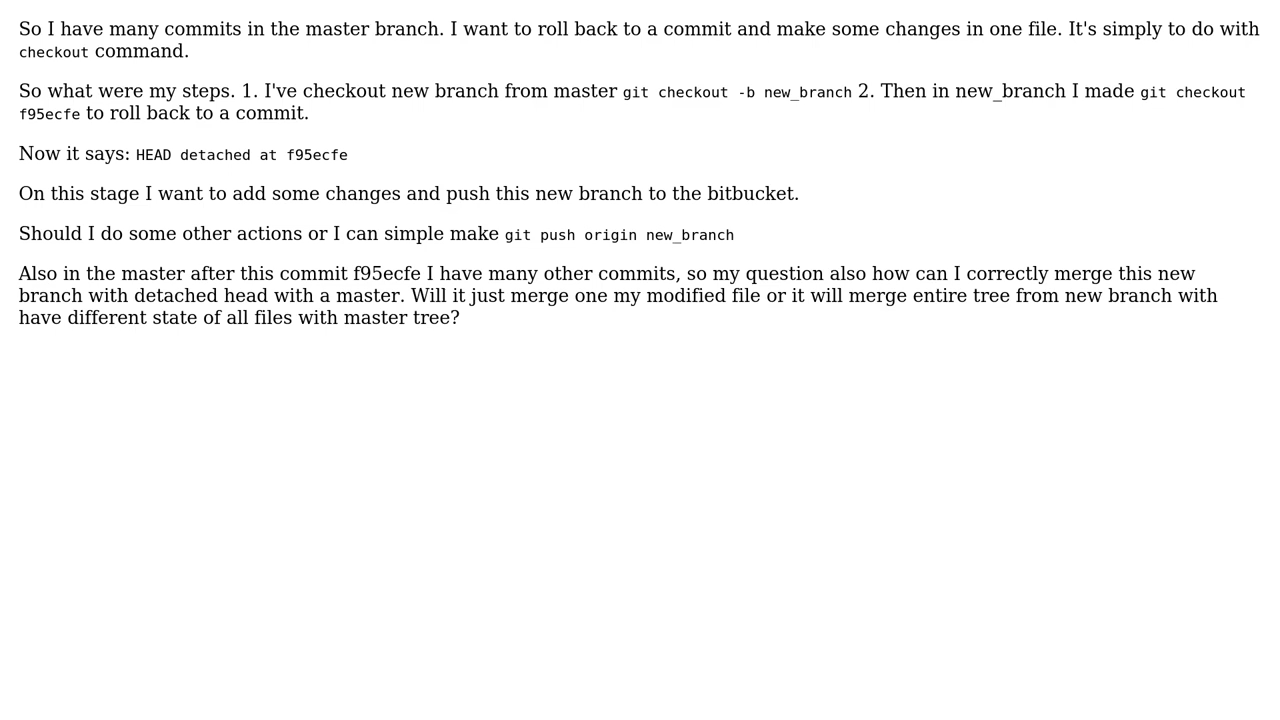 So I have many commits in the master branch. I want to roll back to a commit and make some changes in one file. It's simply to do with
checkout command.
So what were my steps. 1. I've checkout new branch from master git checkout -b new_branch 2. Then in new_branch I made git checkout
f95ecfe to roll back to a commit.
Now it says: HEAD detached at f95ecfe
On this stage I want to add some changes and push this new branch to the bitbucket.
Should I do some other actions or I can simple make git push origin new_branch
Also in the master after this commit f95ecfe I have many other commits, so my question also how can I correctly merge this new
branch with detached head with a master. Will it just merge one my modified file or it will merge entire tree from new branch with
have different state of all files with master tree?